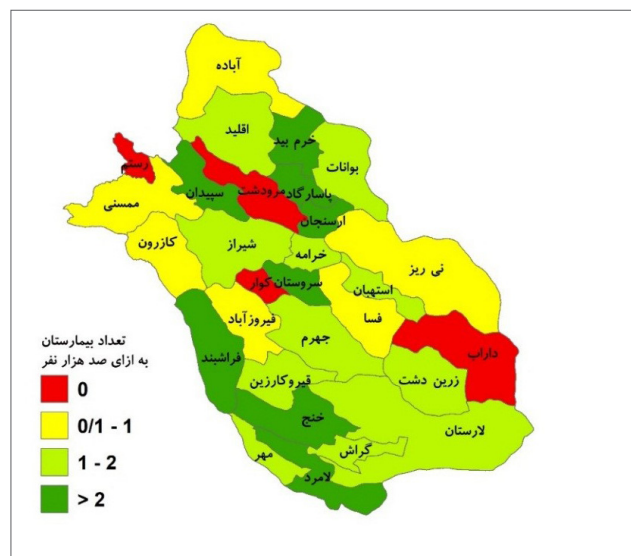 آباده
اقلید
خرم بید
بوانات
رستم
سپیدان
مرودشت
پاسارگاد
ارسنجان
ممسنی
کازرون
شیراز
خرامه
نی ریز
استهبان
سروستان
کوار
فسا
فیروزآباد
جهرم
داراب
زرین دشت
فراشبند
قیروکارزین
خنج
لارستان
گراش
مهر
لامرد
تعداد بیمارستان
به ازای صد هزار نفر
0
0/1 - 1
1 - 2
> 2